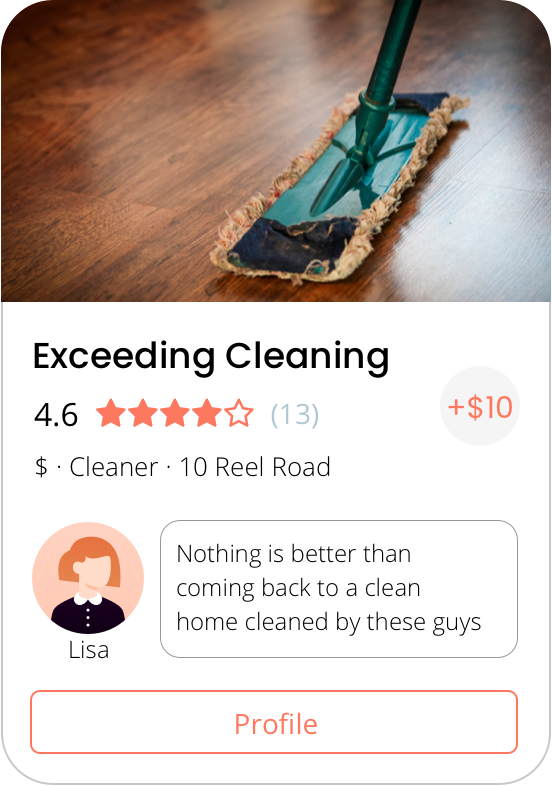 Exceeding Cleaning
4.6 (13)
+$10
$ · Cleaner · 10 Reel Road
Nothing is better than
coming back to a clean
home cleaned by these guys
Lisa
Profile